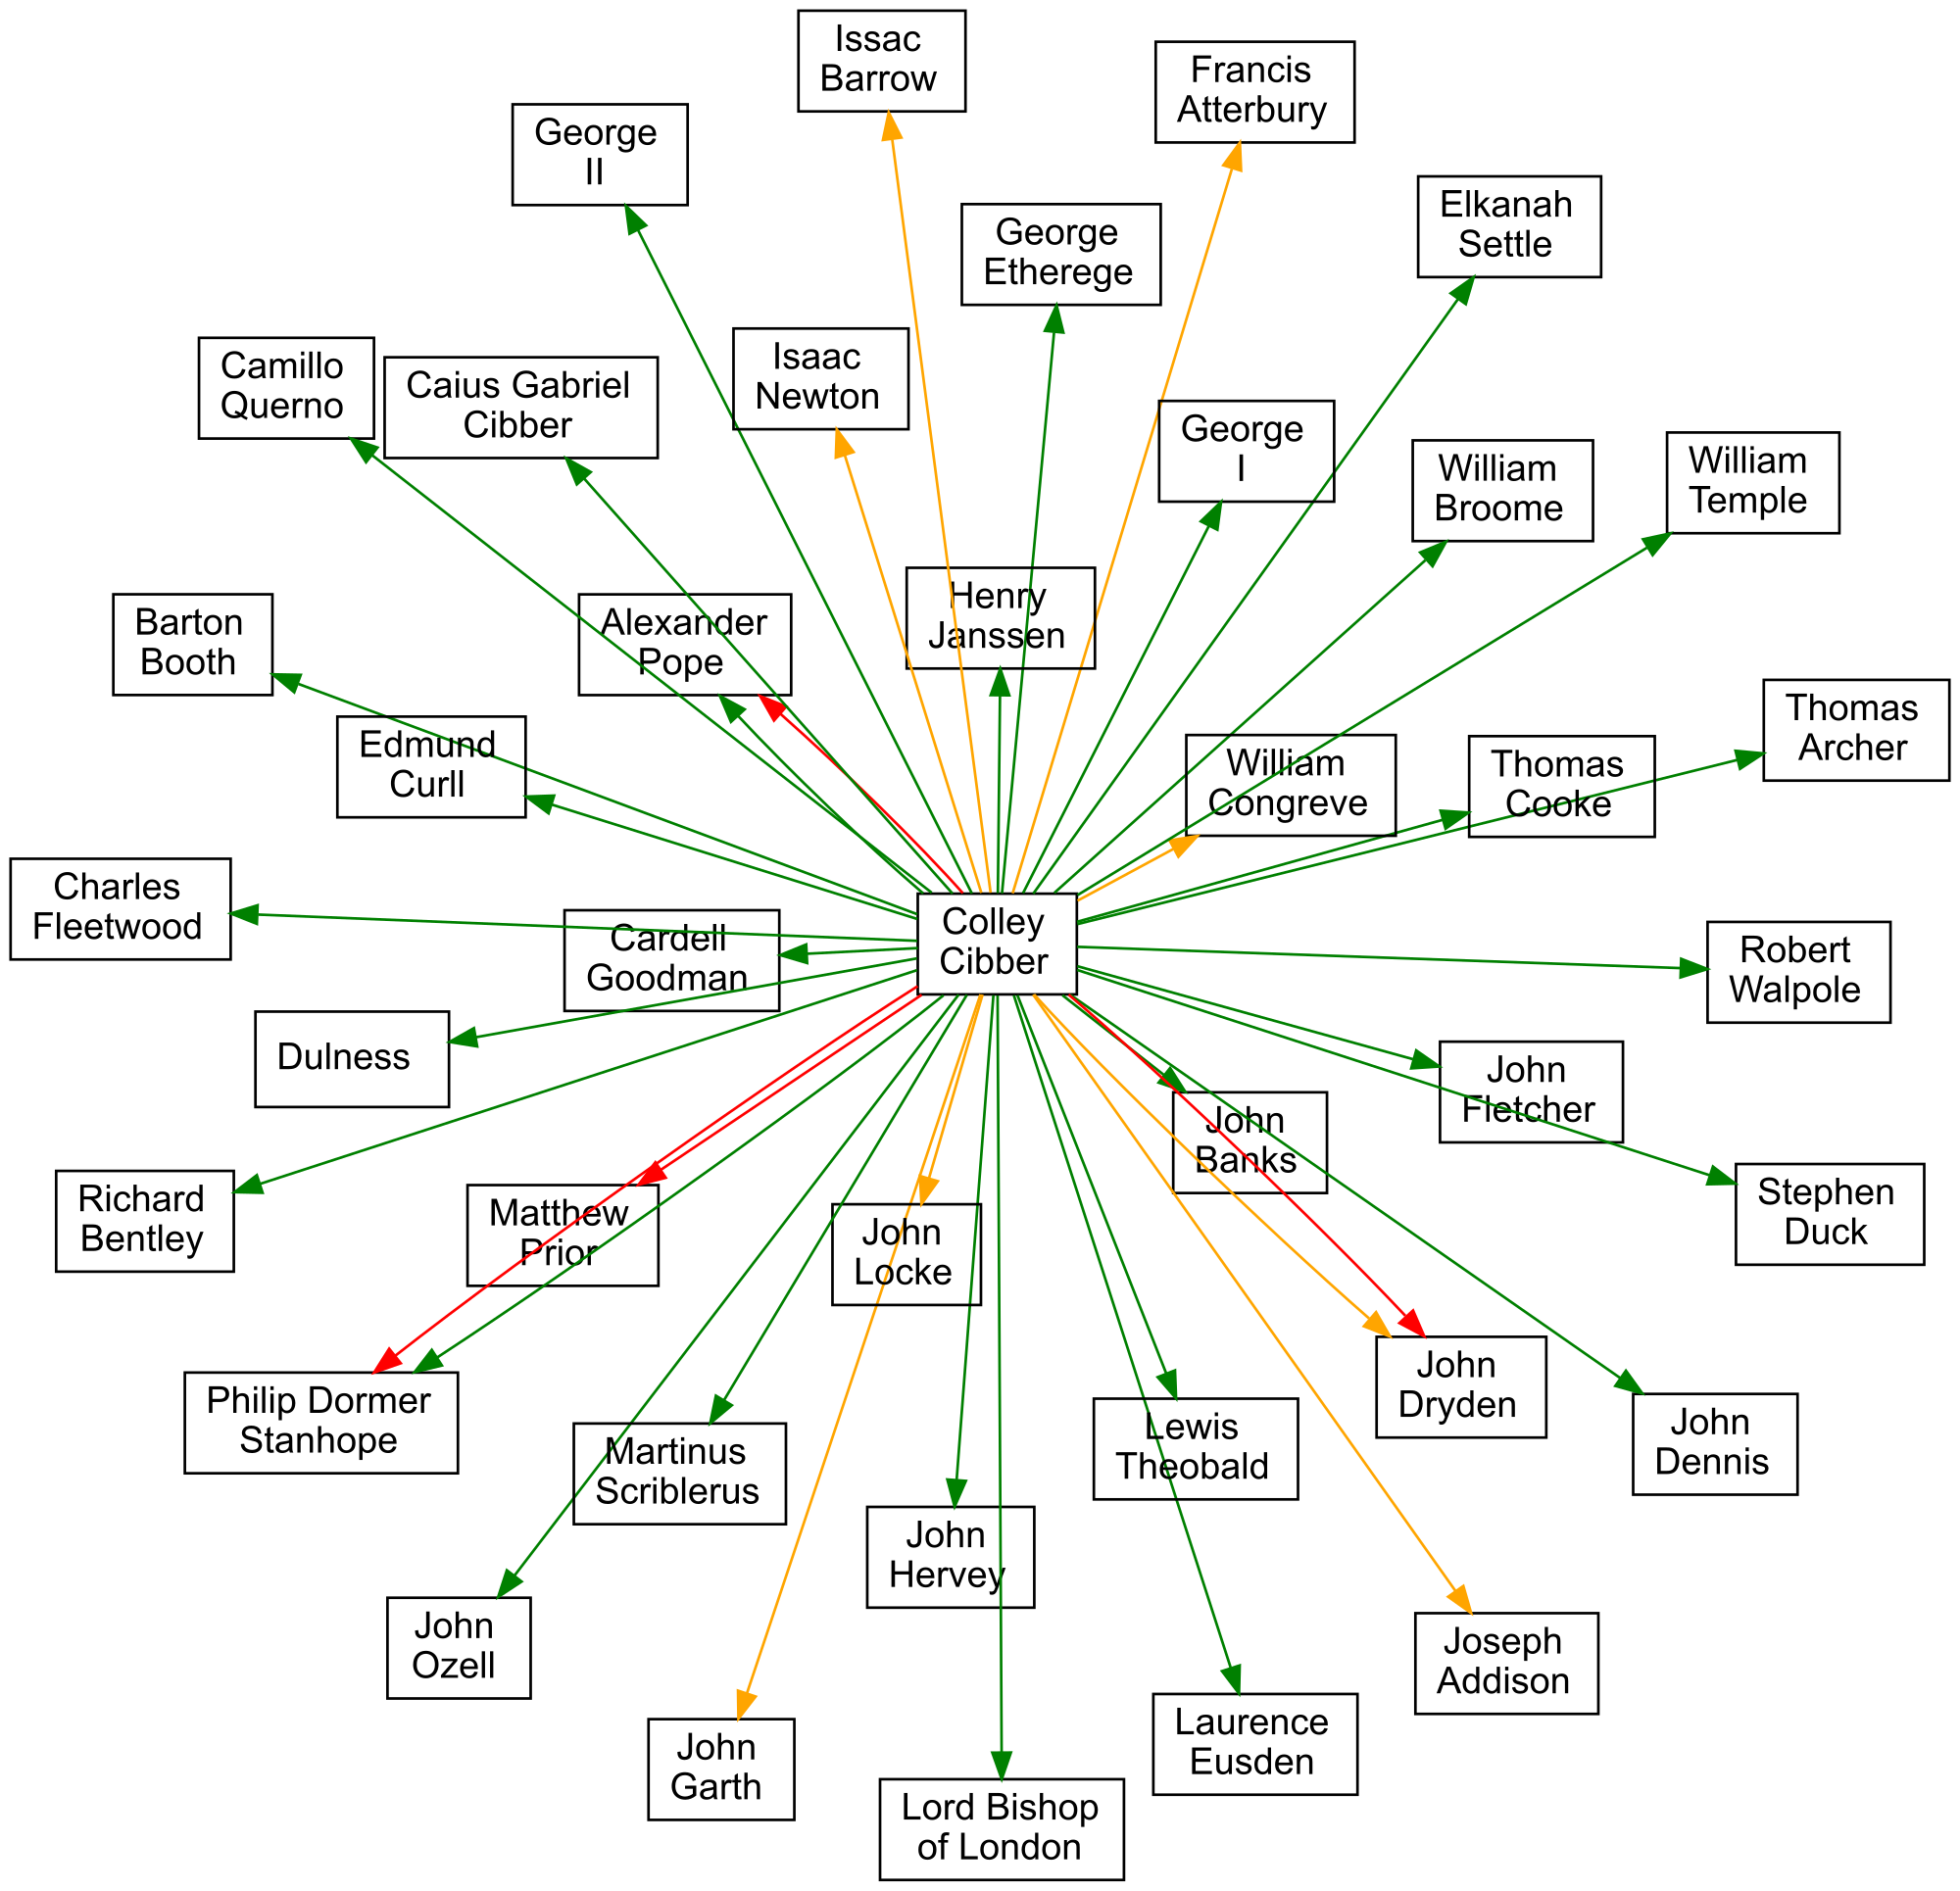 Issac
Barrow
Francis
Atterbury
George
II
Elkanah
Settle
George
Etherege
Isaac
Newton
Camillo
Querno
Caius Gabriel
Cibber
George
I
William
Broome
William
Temple
Henry
Janssen
Barton
Booth
Alexander
Pope
Thomas
Archer
Edmund
Curll
William
Congreve
Thomas
Cooke
Charles
Fleetwood
Cardell
Goodman
Colley
Cibber
Robert
Walpole
Dulness
John
Fletcher
John
Banks
Richard
Bentley
Matthew
Prior
John
Locke
Stephen
Duck
Philip Dormer
Stanhope
John
Dryden
John
Dennis
Martinus
Scriblerus
Lewis
Theobald
John
Hervey
John
Ozell
Joseph
Addison
John
Garth
Laurence
Eusden
Lord Bishop
of London